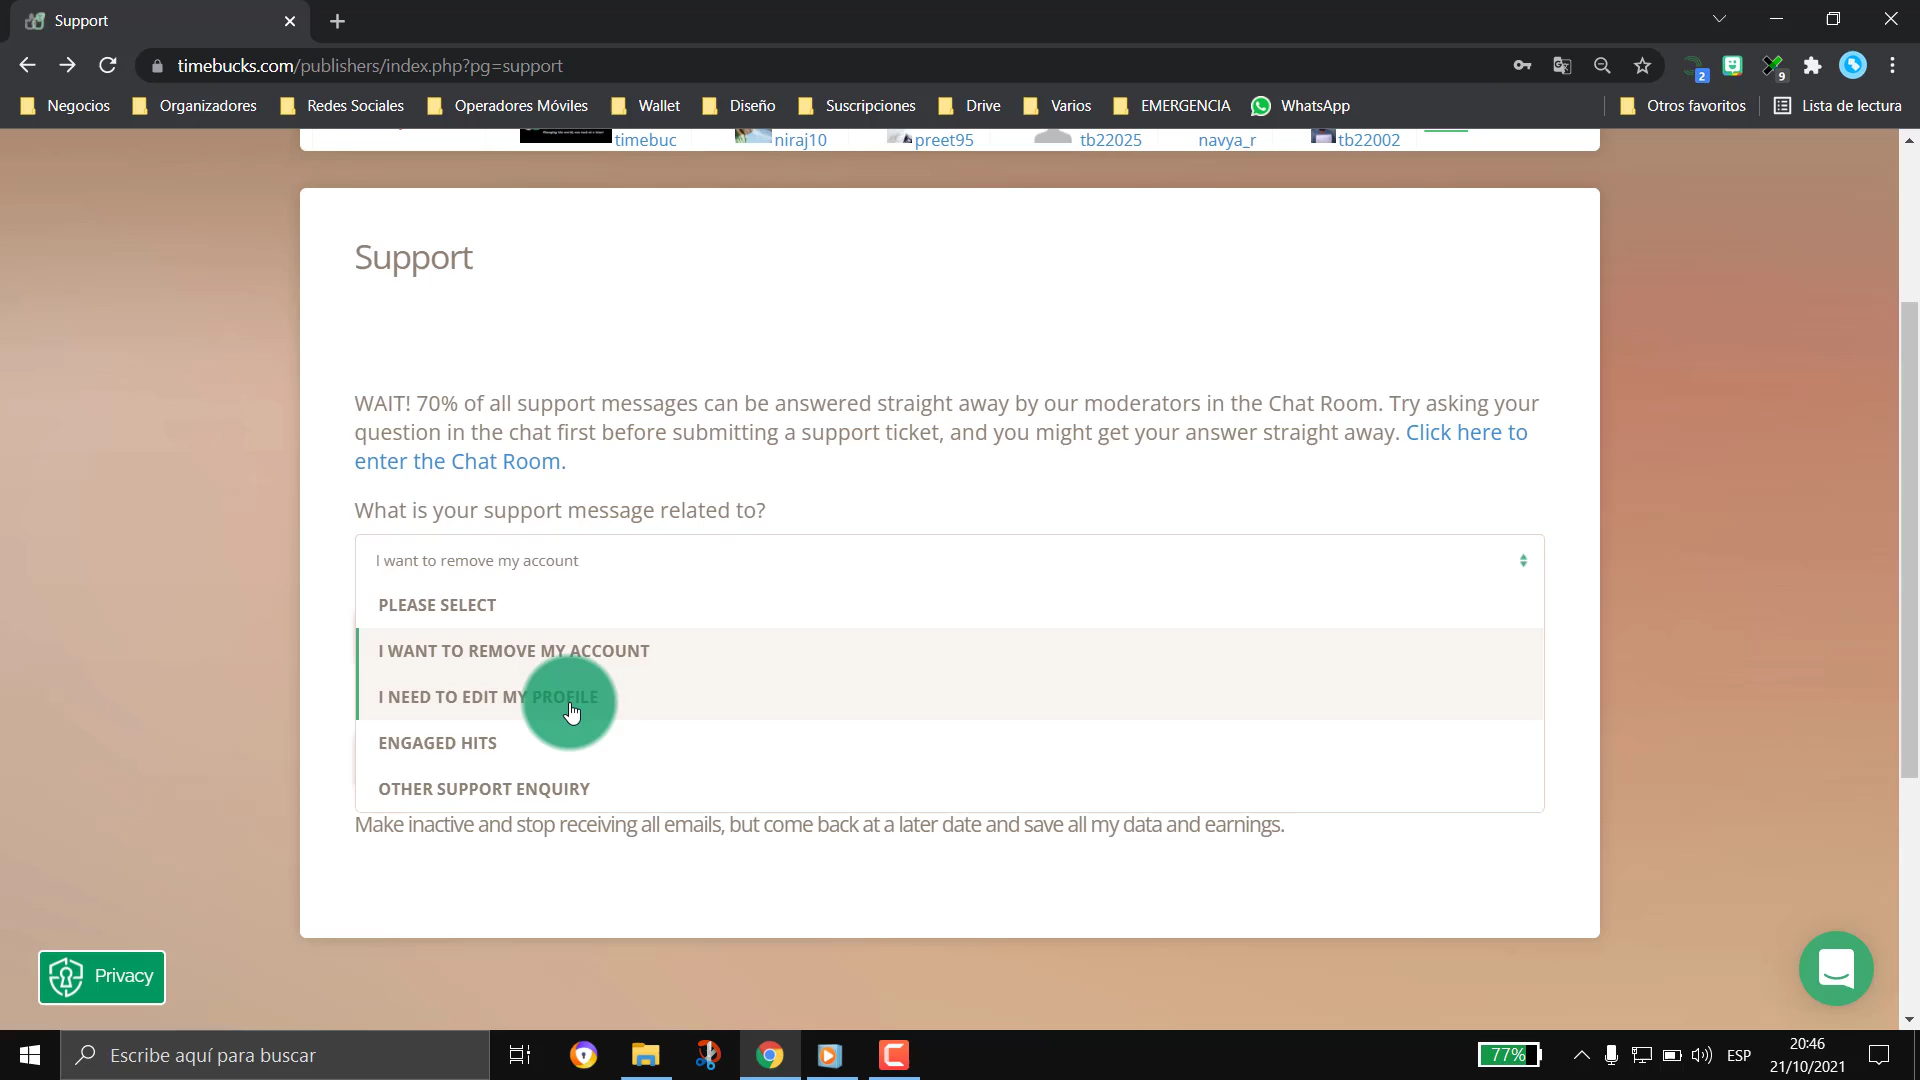 Support
timebucks.com/publishers/index.php?pg=support
2
9
Negocios
Organizadores
Redes Sociales
Operadores Móviles
Wallet
Diseño
Suscripciones
Drive
Varios
EMERGENCIA
WhatsApp
Otros favoritos
Lista de lectura
timebuc
niraj10
preet95
tb22025
navya_r
tb22002
Support
WAIT! 70% of all support messages can be answered straight away by our moderators in the Chat Room. Try asking your
question in the chat first before submitting a support ticket, and you might get your answer straight away. Click here to
enter the Chat Room.
What is your support message related to?
I want to remove my account
PLEASE SELECT
I WANT TO REMOVE MY ACCOUNT
I NEED TO EDIT MY PROFILE
ENGAGED HITS
OTHER SUPPORT ENQUIRY
Make inactive and stop receiving all emails, but come back at a later date and save all my data and earnings.
Privacy
Escribe aquí para buscar
77%
ESP
20:46
21/10/2021